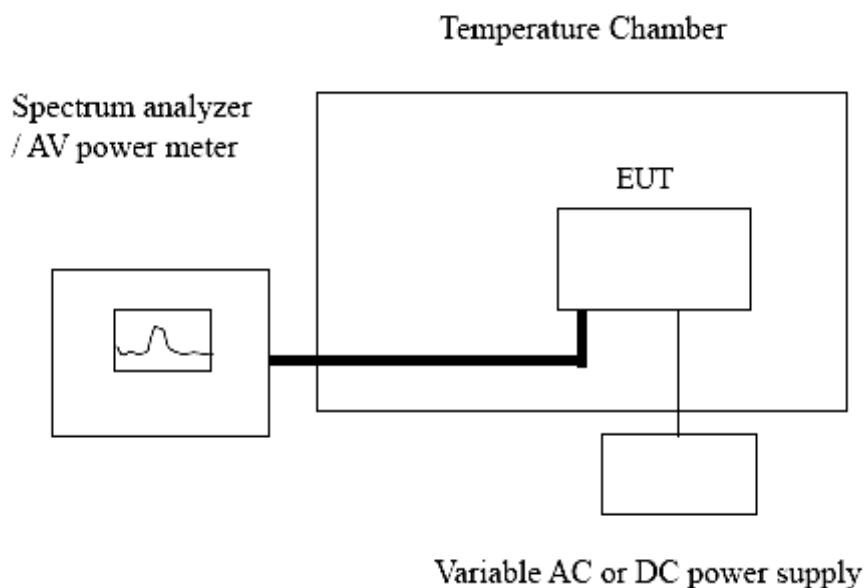 Temperature Chamber
Spectrum analyzer
/ AV power meter
EUT
Variable AC or DC power supply